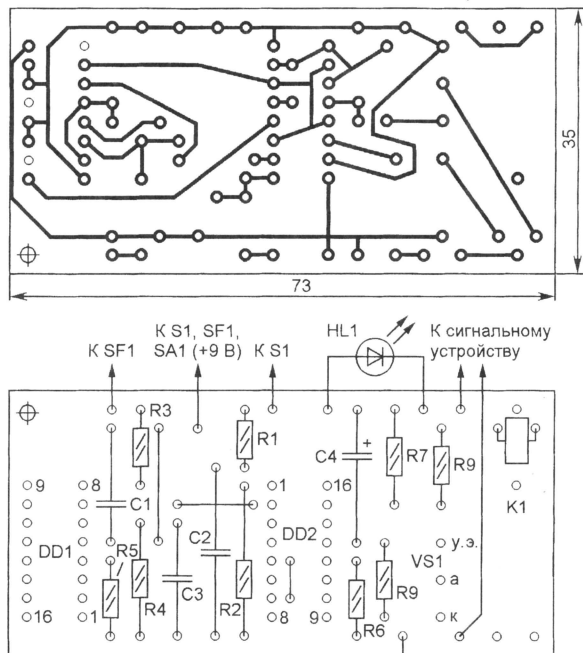 35
73
К SF1
К S1, SF1,
SA1 (+9 В)
К S1
HL1
К сигнальному
устройству
R3
R1
C4
+
R7
R9
K1
9
8
C1
1
16
DD1
R5
C2
DD2
у.э.
VS1
а
R4
C3
R2
R6
R9
к
16
1
8
9